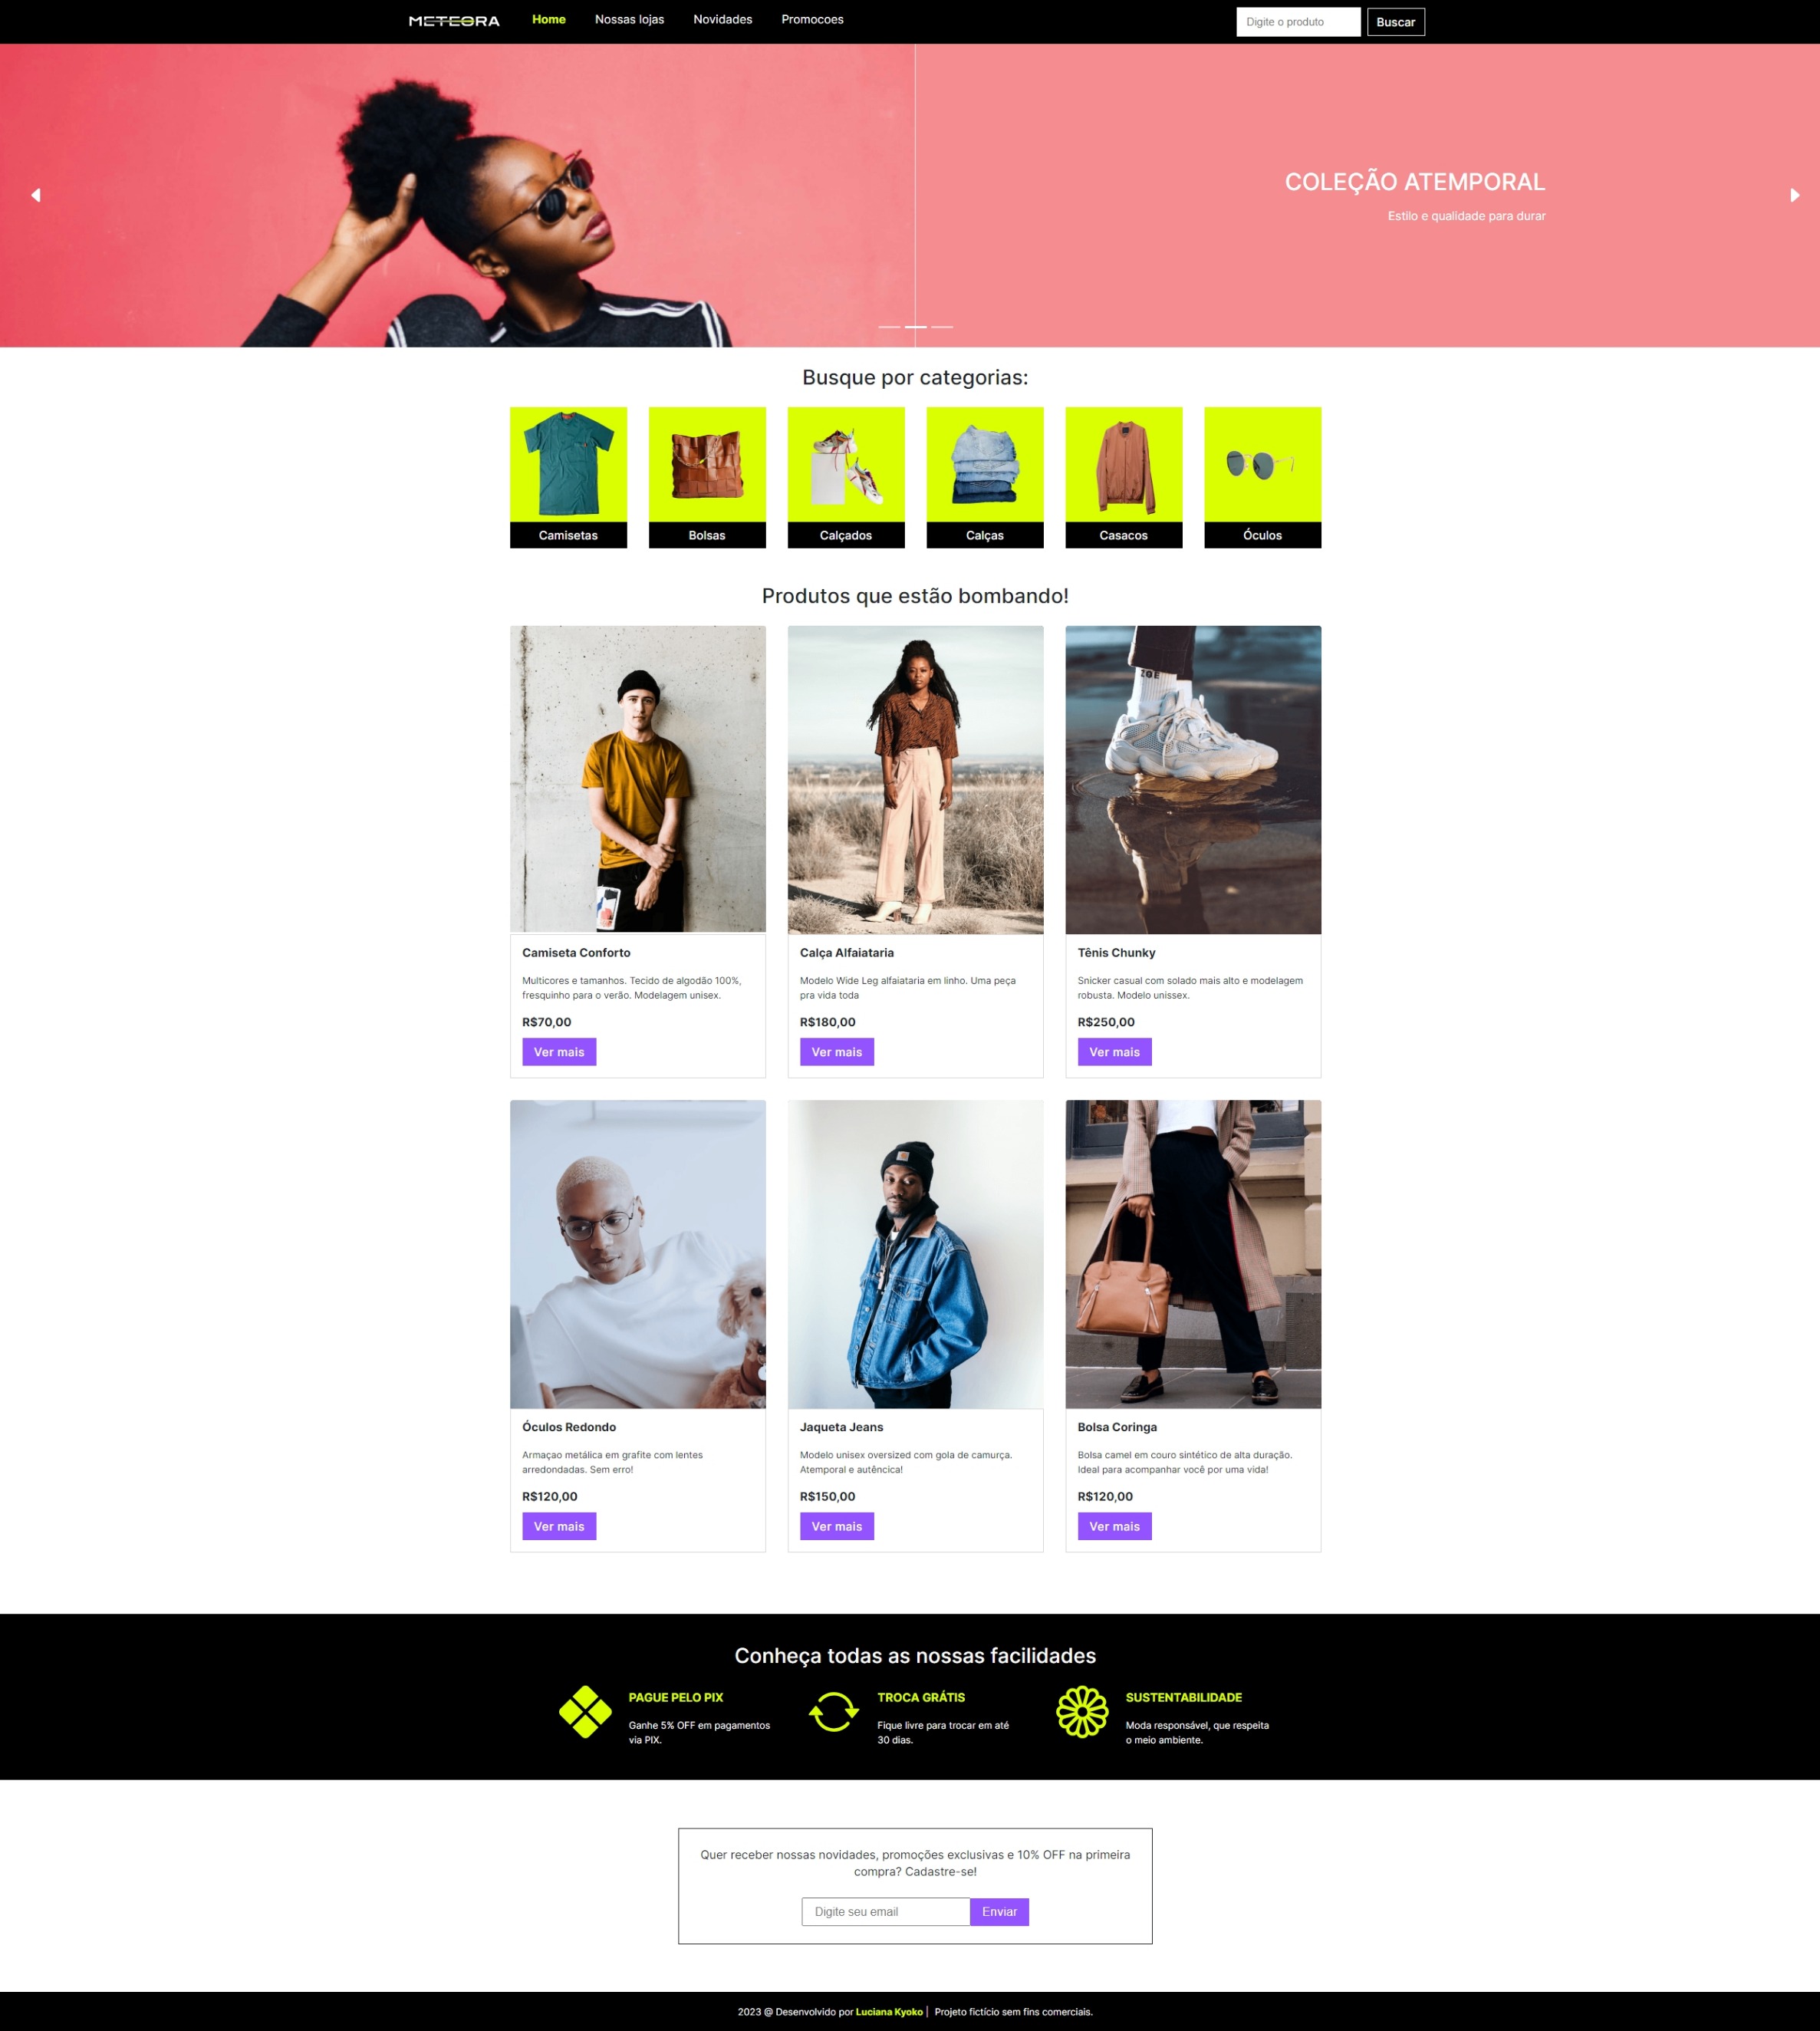 METEORA Home Nossas lojas Novidades Promocoes Digite o produto Buscar
COLEÇÃO ATEMPORAL
Estilo e qualidade para durar
Busque por categorias:
Camisetas Bolsas Calçados Calças Casacos Óculos
Produtos que estão bombando!
ZOE
Camiseta Conforto
Multicores e tamanhos. Tecido de algodão 100%,
fresquinho para o verão. Modelagem unisex.
R$70,00
Ver mais
Calça Alfaiataria
Modelo Wide Leg alfaiataria em linho. Uma peça
pra vida toda
R$180,00
Ver mais
Tênis Chunky
Snicker casual com solado mais alto e modelagem
robusta. Modelo unissex.
R$250,00
Ver mais
Óculos Redondo
Armaçao metálica em grafite com lentes
arredondadas. Sem erro!
R$120,00
Ver mais
Jaqueta Jeans
Modelo unisex oversized com gola de camurça.
Atemporal e autêncica!
R$150,00
Ver mais
Bolsa Coringa
Bolsa camel em couro sintético de alta duração.
Ideal para acompanhar você por uma vida!
R$120,00
Ver mais
Conheça todas as nossas facilidades
PAGUE PELO PIX
Ganhe 5% OFF em pagamentos
via PIX.
TROCA GRÁTIS
Fique livre para trocar em até
30 dias.
SUSTENTABILIDADE
Moda responsável, que respeita
o meio ambiente.
Quer receber nossas novidades, promoções exclusivas e 10% OFF na primeira
compra? Cadastre-se!
Digite seu email Enviar
2023 @ Desenvolvido por Luciana Kyoko | Projeto fictício sem fins comerciais.